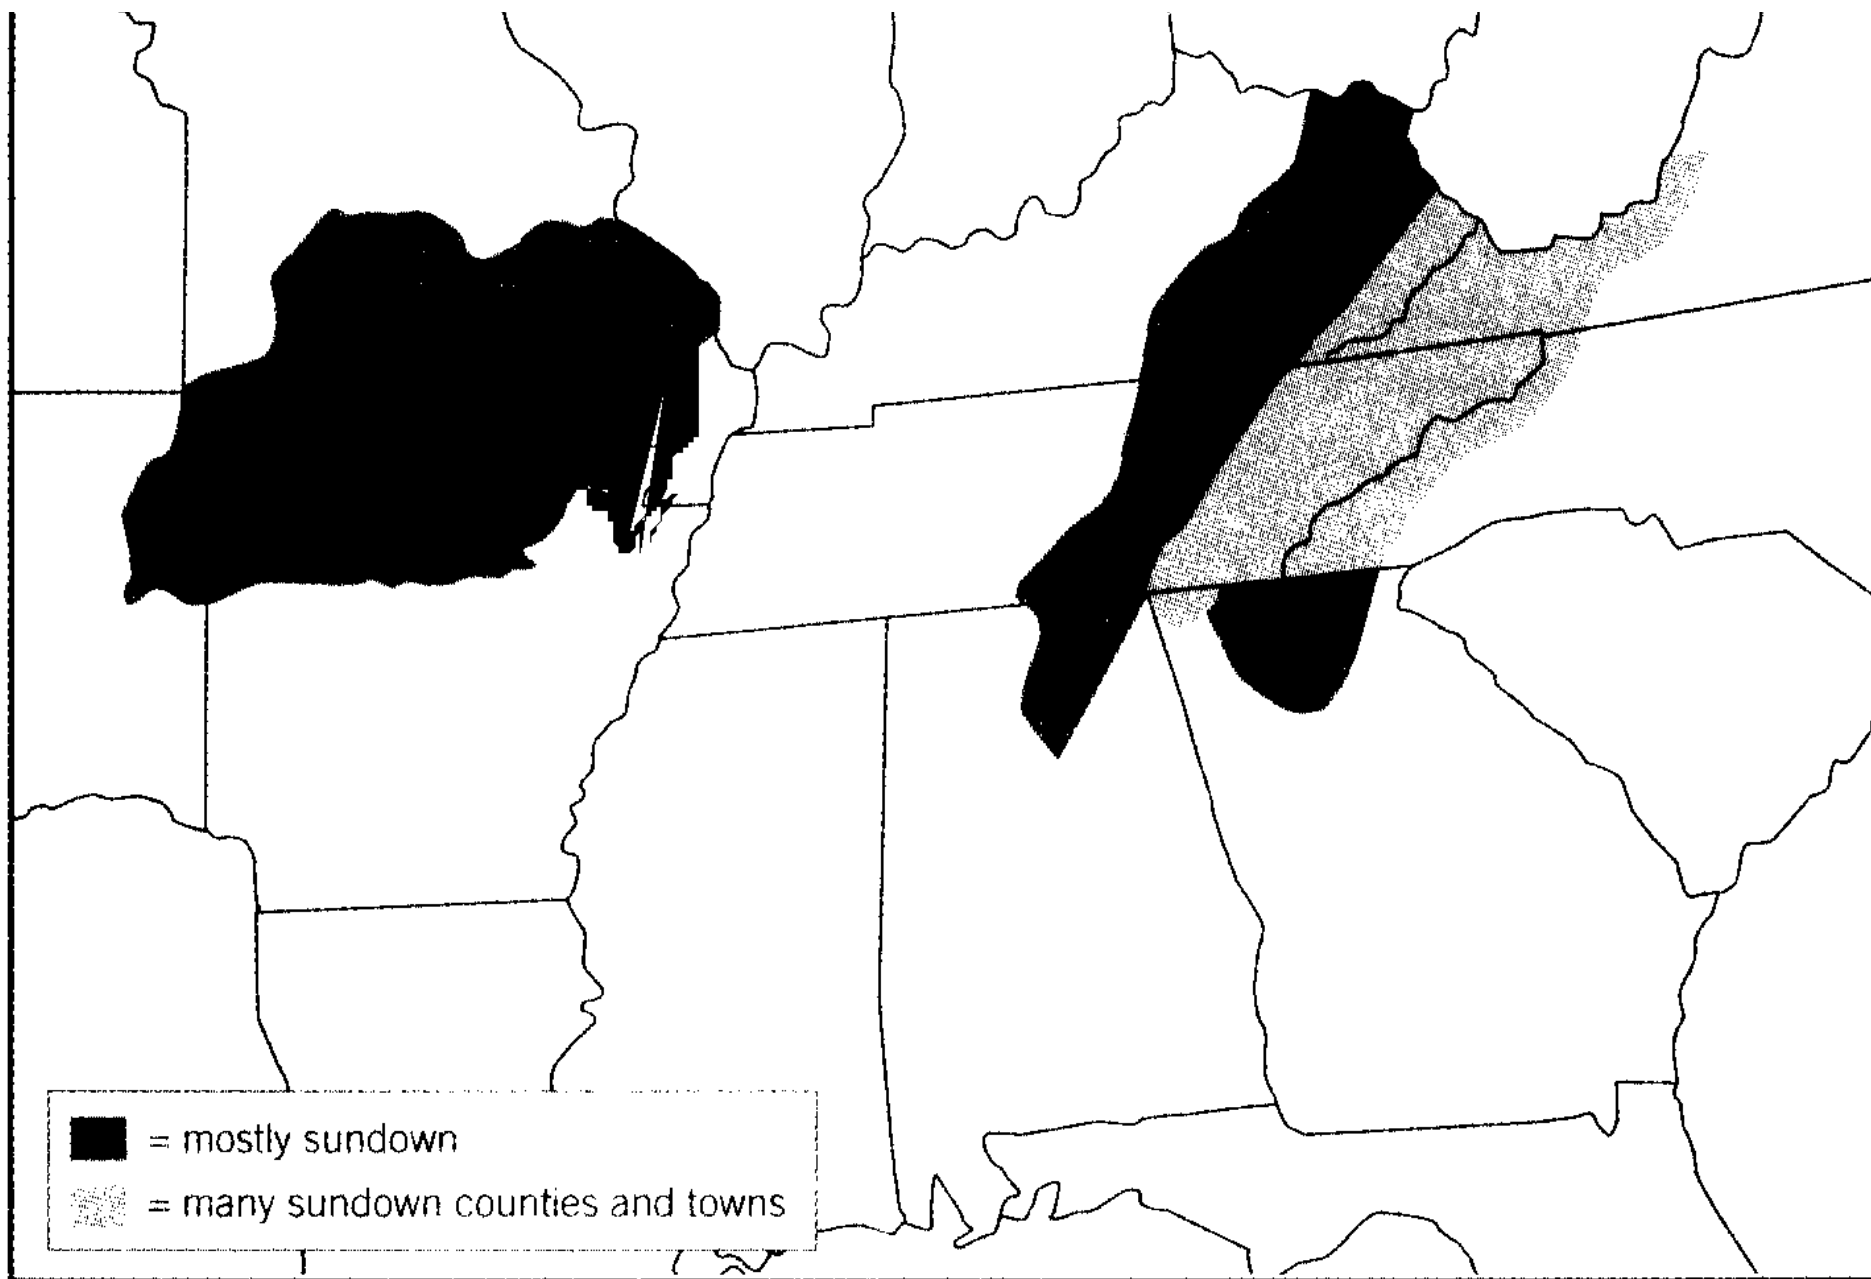 = mostly sundown
= many sundown counties and towns